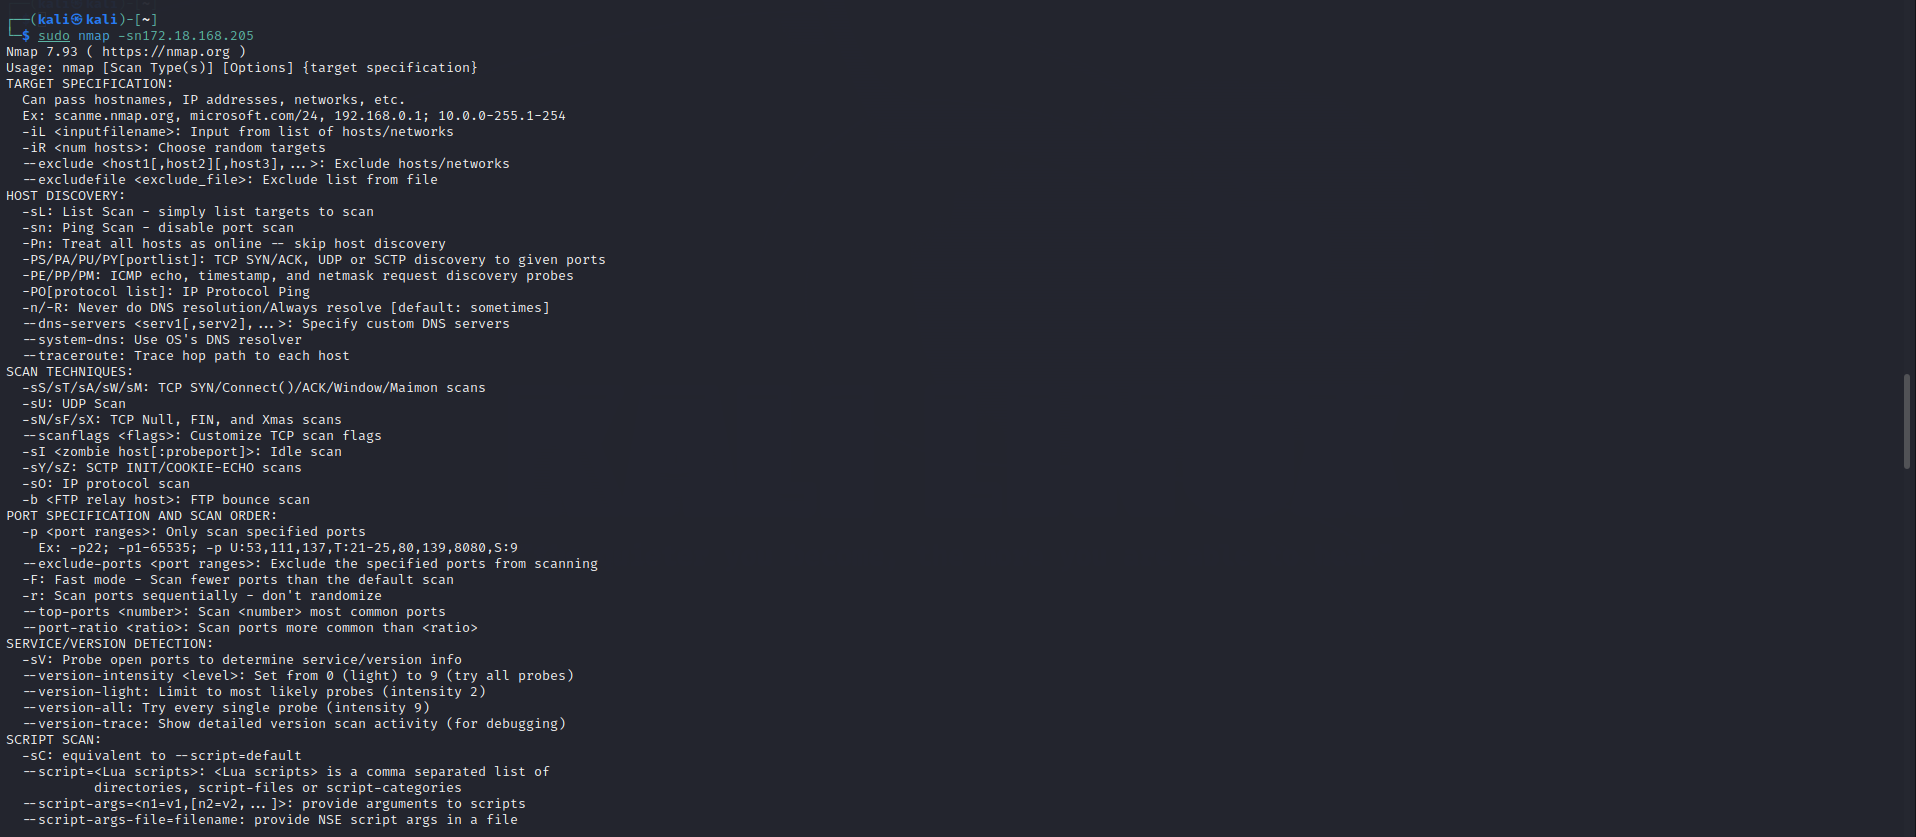 ┌──(kali㉿kali)-[~]
└─$ sudo nmap -sn172.18.168.205
Nmap 7.93 ( https://nmap.org )
Usage: nmap [Scan Type(s)] [Options] {target specification}
TARGET SPECIFICATION:
  Can pass hostnames, IP addresses, networks, etc.
  Ex: scanme.nmap.org, microsoft.com/24, 192.168.0.1; 10.0.0-255.1-254
  -iL <inputfilename>: Input from list of hosts/networks
  -iR <num hosts>: Choose random targets
  --exclude <host1[,host2][,host3],...>: Exclude hosts/networks
  --excludefile <exclude_file>: Exclude list from file
HOST DISCOVERY:
  -sL: List Scan - simply list targets to scan
  -sn: Ping Scan - disable port scan
  -Pn: Treat all hosts as online -- skip host discovery
  -PS/PA/PU/PY[portlist]: TCP SYN/ACK, UDP or SCTP discovery to given ports
  -PE/PP/PM: ICMP echo, timestamp, and netmask request discovery probes
  -PO[protocol list]: IP Protocol Ping
  -n/-R: Never do DNS resolution/Always resolve [default: sometimes]
  --dns-servers <serv1[,serv2],...>: Specify custom DNS servers
  --system-dns: Use OS's DNS resolver
  --traceroute: Trace hop path to each host
SCAN TECHNIQUES:
  -sS/sT/sA/sW/sM: TCP SYN/Connect()/ACK/Window/Maimon scans
  -sU: UDP Scan
  -sN/sF/sX: TCP Null, FIN, and Xmas scans
  --scanflags <flags>: Customize TCP scan flags
  -sI <zombie host[:probeport]>: Idle scan
  -sY/sZ: SCTP INIT/COOKIE-ECHO scans
  -sO: IP protocol scan
  -b <FTP relay host>: FTP bounce scan
PORT SPECIFICATION AND SCAN ORDER:
  -p <port ranges>: Only scan specified ports
    Ex: -p22; -p1-65535; -p U:53,111,137,T:21-25,80,139,8080,S:9
  --exclude-ports <port ranges>: Exclude the specified ports from scanning
  -F: Fast mode - Scan fewer ports than the default scan
  -r: Scan ports sequentially - don't randomize
  --top-ports <number>: Scan <number> most common ports
  --port-ratio <ratio>: Scan ports more common than <ratio>
SERVICE/VERSION DETECTION:
  -sV: Probe open ports to determine service/version info
  --version-intensity <level>: Set from 0 (light) to 9 (try all probes)
  --version-light: Limit to most likely probes (intensity 2)
  --version-all: Try every single probe (intensity 9)
  --version-trace: Show detailed version scan activity (for debugging)
SCRIPT SCAN:
  -sC: equivalent to --script=default
  --script=<Lua scripts>: <Lua scripts> is a comma separated list of
           directories, script-files or script-categories
  --script-args=<n1=v1,[n2=v2,...]>: provide arguments to scripts
  --script-args-file=filename: provide NSE script args in a file